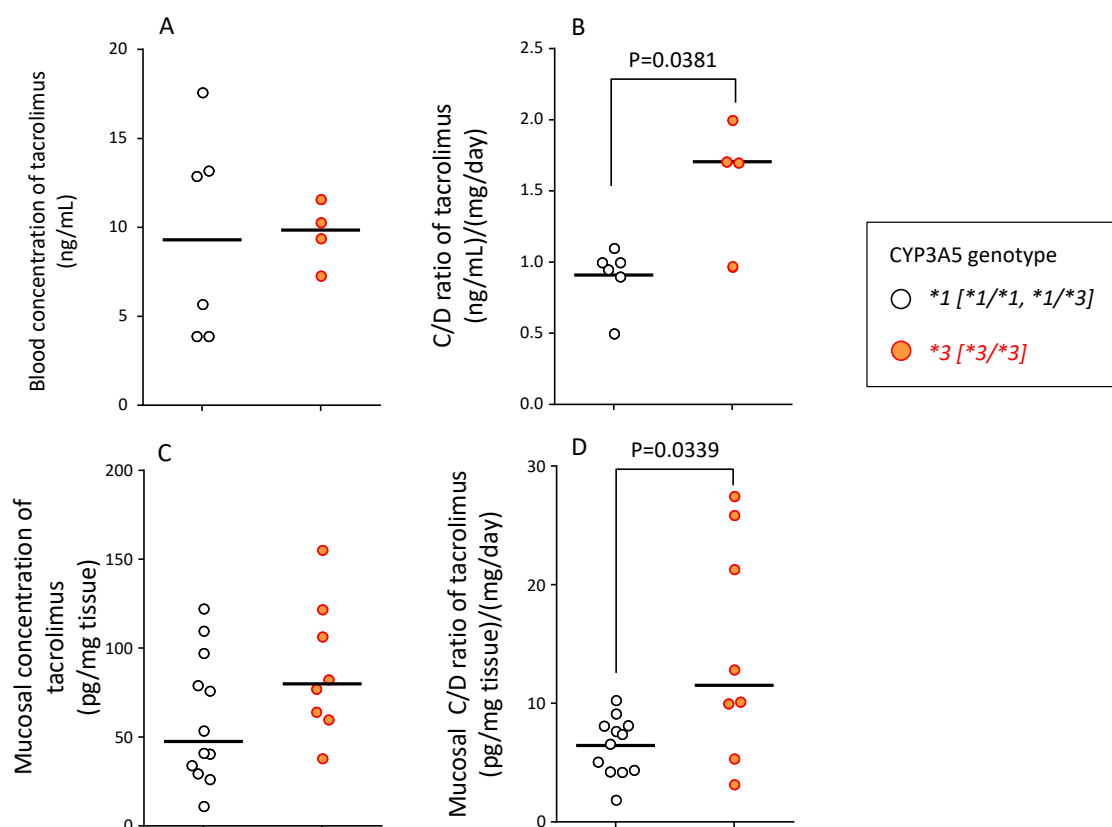 A
Blood concentration of tacrolimus
(ng/mL)
20
15
10
5
0
B
P=0.0381
C/D ratio of tacrolimus
(ng/mL)/(mg/day)
2.5
2.0
1.5
1.0
0.5
0.0
CYP3A5 genotype
*1 [*1/*1, *1/*3]
*3 [*3/*3]
C
Mucosal concentration of
tacrolimus
(pg/mg tissue)
200
150
100
50
0
D
P=0.0339
Mucosal C/D ratio of tacrolimus
(pg/mg tissue)/(mg/day)
30
20
10
0